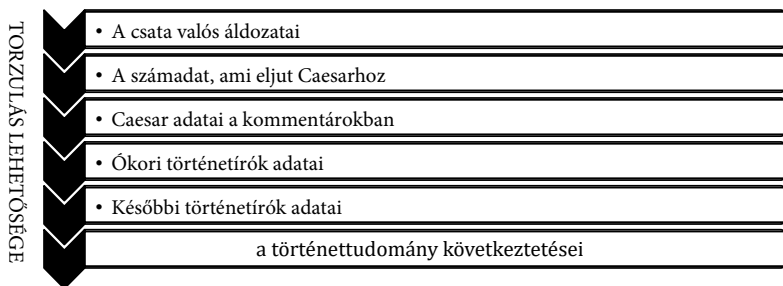 TORZULÁS LEHETŐSÉGE
• A csata valós áldozatai
• A számadat, ami eljut Caesarhoz
• Caesar adatai a kommentárokban
• Ókori történetírók adatai
• Későbbi történetírók adatai
a történettudomány következtetései